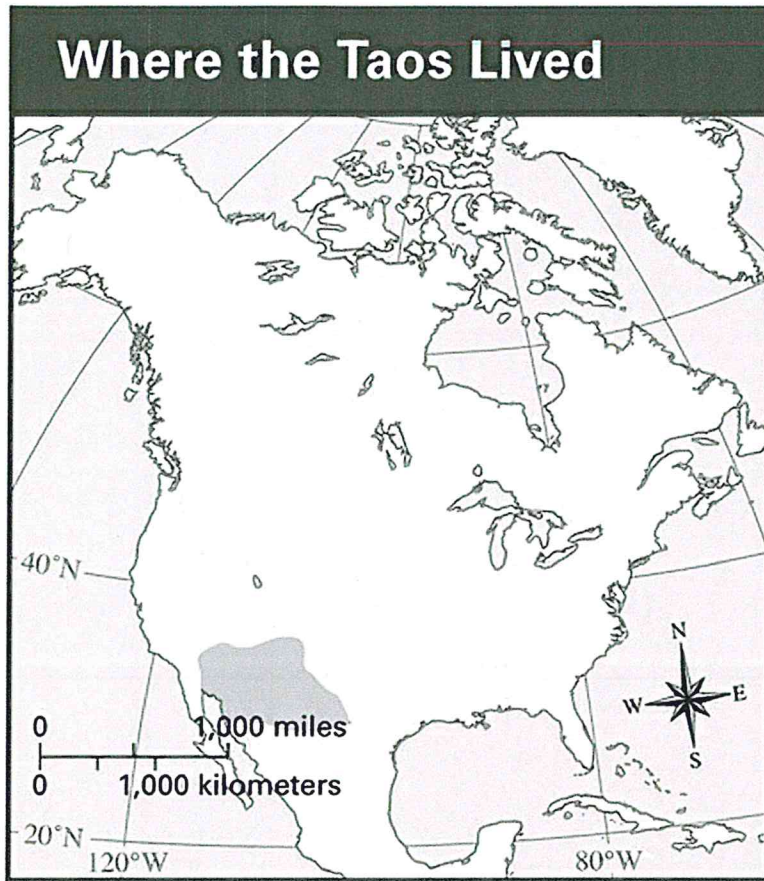 Where the Taos Lived
40°N
N
W E
S
0 1,000 miles
0 1,000 kilometers
20°N
120°W 80°W